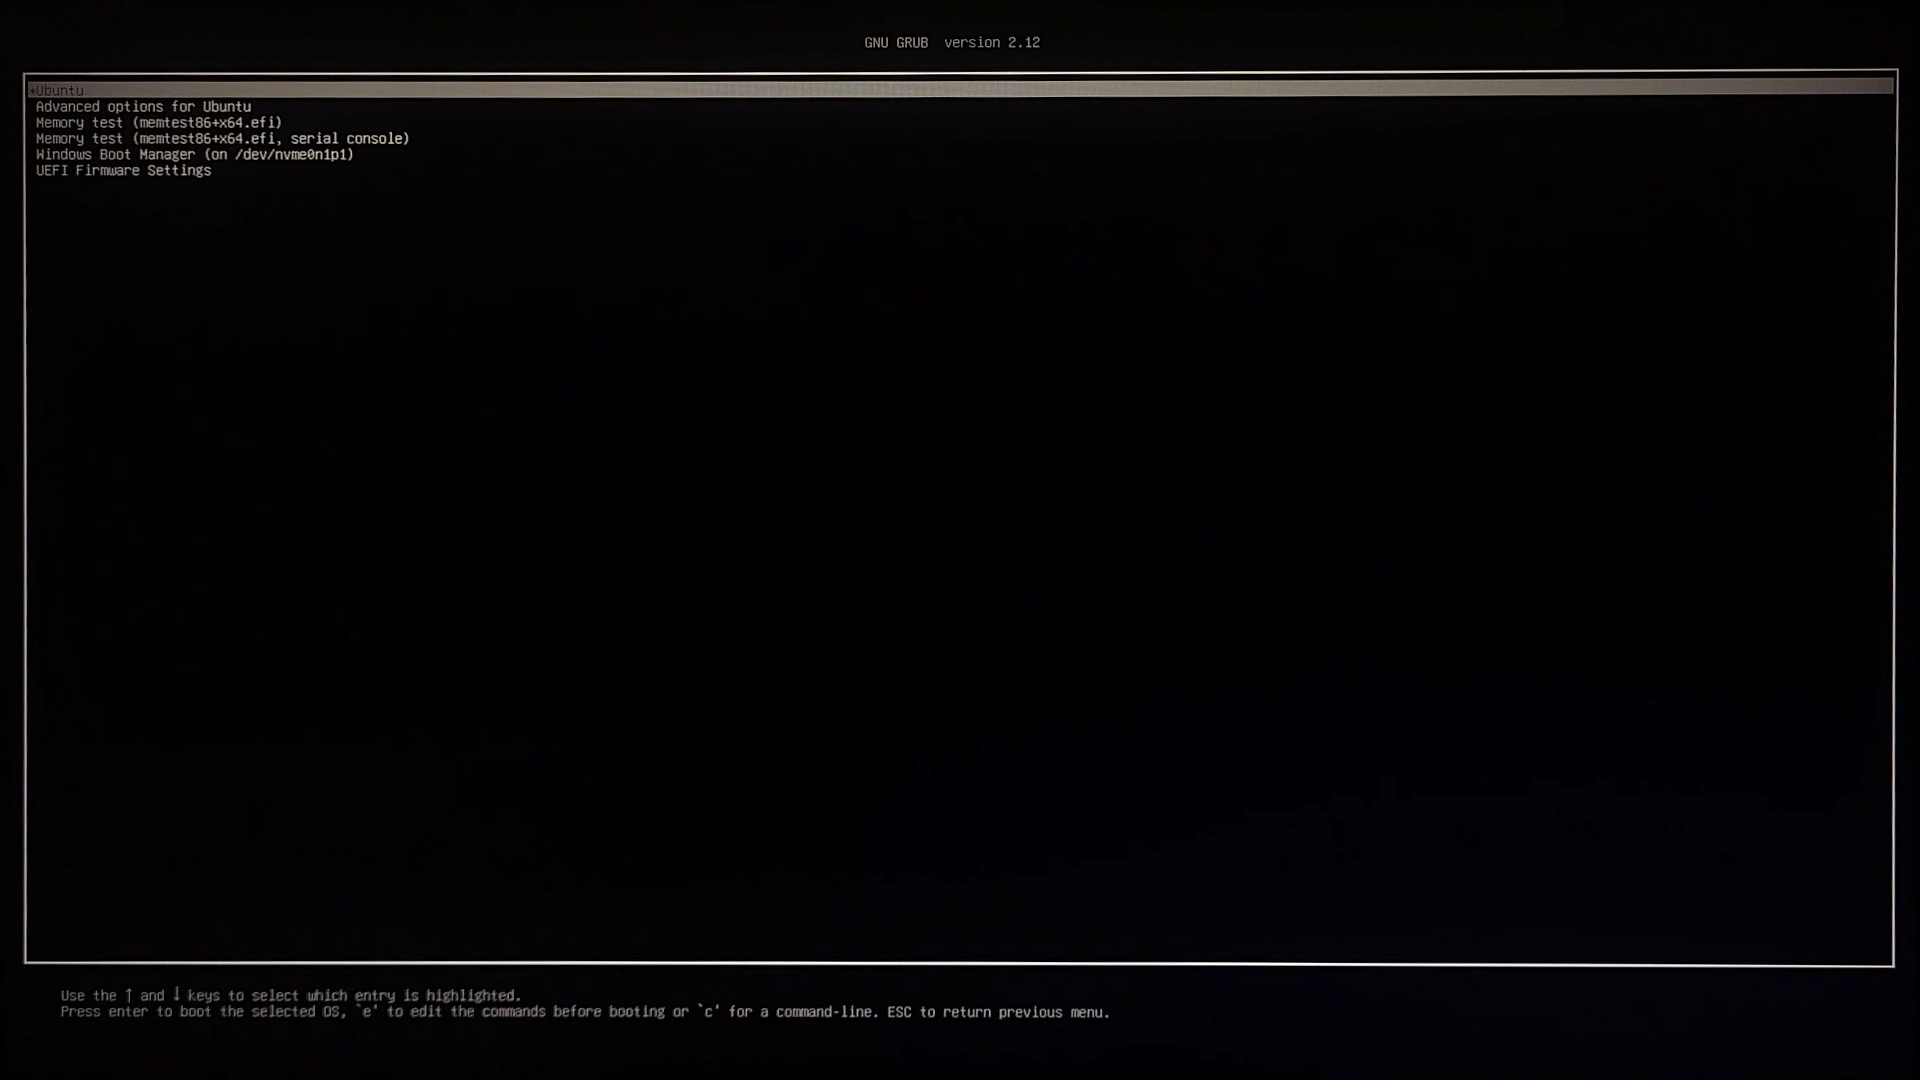 GNU GRUB  version 2.12
*Ubuntu
Advanced options for Ubuntu
Memory test (memtest86+x64.efi)
Memory test (memtest86+x64.efi, serial console)
Windows Boot Manager (on /dev/nvme0n1p1)
UEFI Firmware Settings
Use the ↑ and ↓ keys to select which entry is highlighted.
Press enter to boot the selected OS, `e' to edit the commands before booting or `c' for a command-line. ESC to return previous menu.